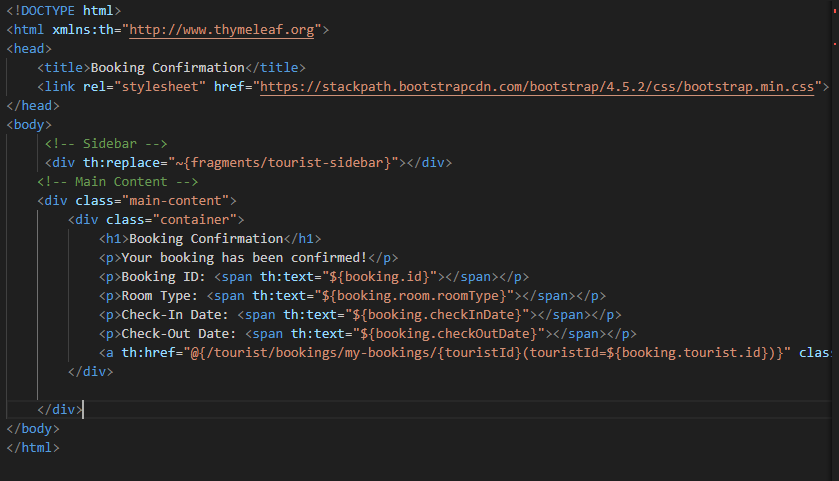 <!DOCTYPE html>
<html xmlns:th="http://www.thymeleaf.org">
<head>
    <title>Booking Confirmation</title>
    <link rel="stylesheet" href="https://stackpath.bootstrapcdn.com/bootstrap/4.5.2/css/bootstrap.min.css">
</head>
<body>
     <!-- Sidebar -->
     <div th:replace="~{fragments/tourist-sidebar}"></div>
    <!-- Main Content -->
    <div class="main-content">
        <div class="container">
            <h1>Booking Confirmation</h1>
            <p>Your booking has been confirmed!</p>
            <p>Booking ID: <span th:text="${booking.id}"></span></p>
            <p>Room Type: <span th:text="${booking.room.roomType}"></span></p>
            <p>Check-In Date: <span th:text="${booking.checkInDate}"></span></p>
            <p>Check-Out Date: <span th:text="${booking.checkOutDate}"></span></p>
            <a th:href="@{/tourist/bookings/my-bookings/{touristId}(touristId=${booking.tourist.id})}" clas
        </div>
    </div>
</body>
</html>